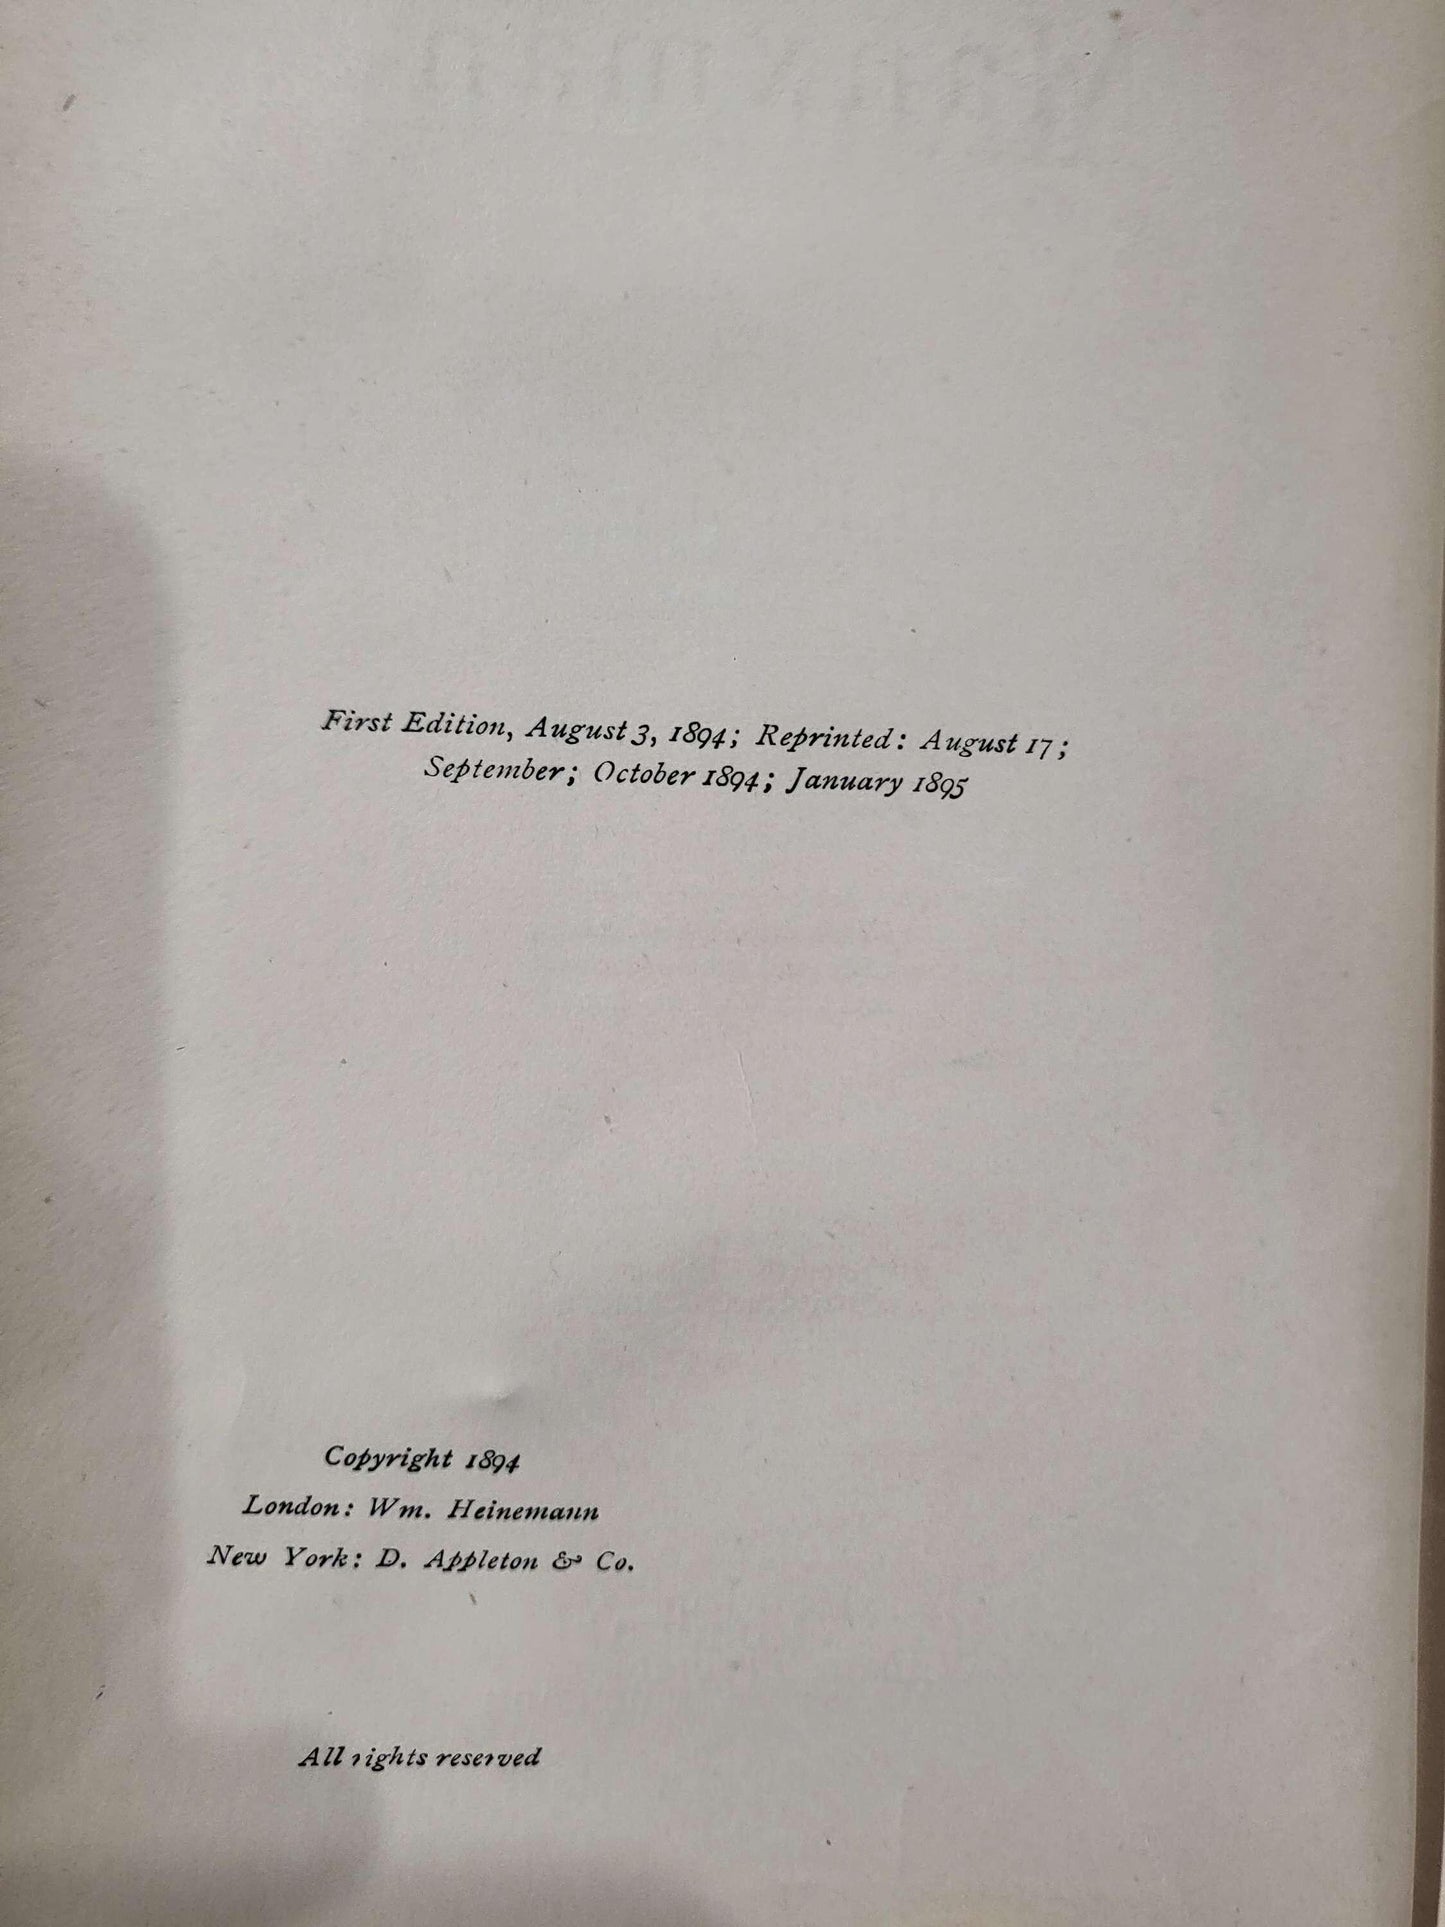 First Edition, August 3, 1894; Reprinted: August 17;
September; October 1894; January 1895
Copyright 1894
London: Wm. Heinemann
New York: D. Appleton & Co.
All rights reserved